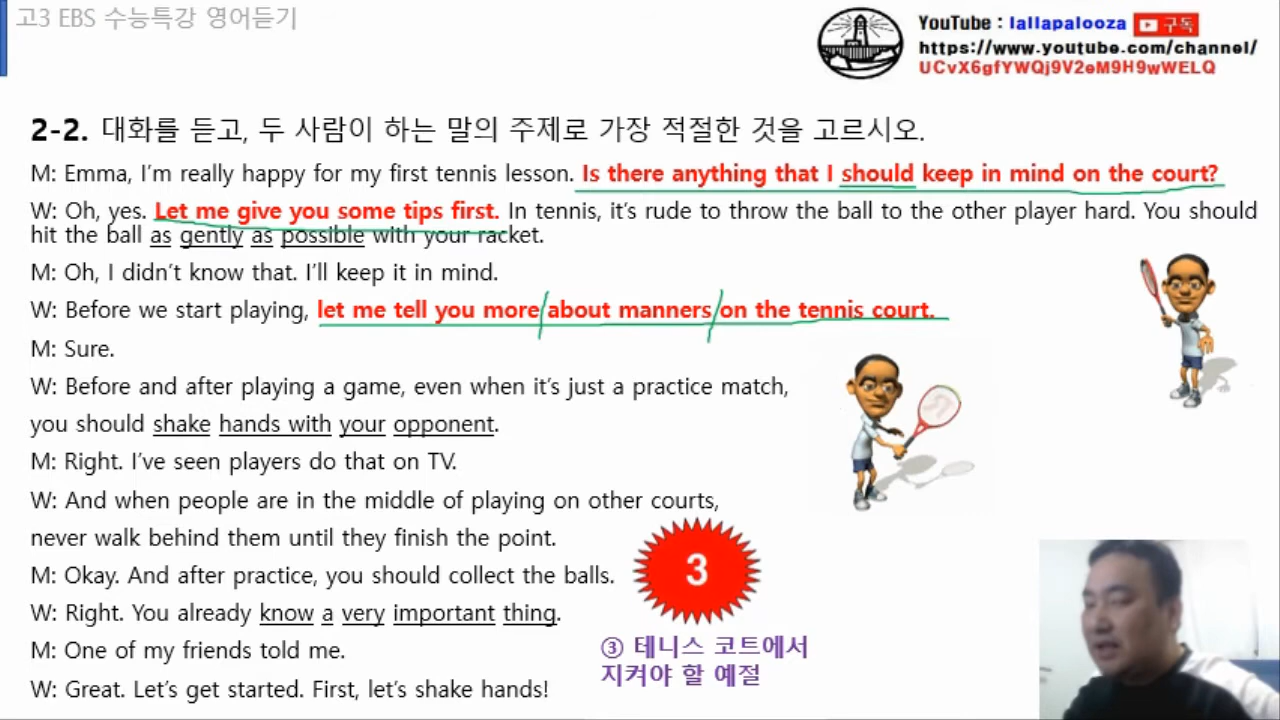 고3 EBS 수능특강 영어듣기
YouTube : lallapalooza 구독
https://www.youtube.com/channel/
UCvX6gfYWQj9V2eM9H9wWELQ
2-2. 대화를 듣고, 두 사람이 하는 말의 주제로 가장 적절한 것을 고르시오.
M: Emma, I’m really happy for my first tennis lesson. Is there anything that I should keep in mind on the court?
W: Oh, yes. Let me give you some tips first. In tennis, it’s rude to throw the ball to the other player hard. You should
hit the ball as gently as possible with your racket.
M: Oh, I didn’t know that. I’ll keep it in mind.
W: Before we start playing, let me tell you more about manners on the tennis court.
M: Sure.
W: Before and after playing a game, even when it’s just a practice match,
you should shake hands with your opponent.
M: Right. I’ve seen players do that on TV.
W: And when people are in the middle of playing on other courts,
never walk behind them until they finish the point.
M: Okay. And after practice, you should collect the balls.
3
W: Right. You already know a very important thing.
M: One of my friends told me.
③ 테니스 코트에서
지켜야 할 예절
W: Great. Let’s get started. First, let’s shake hands!